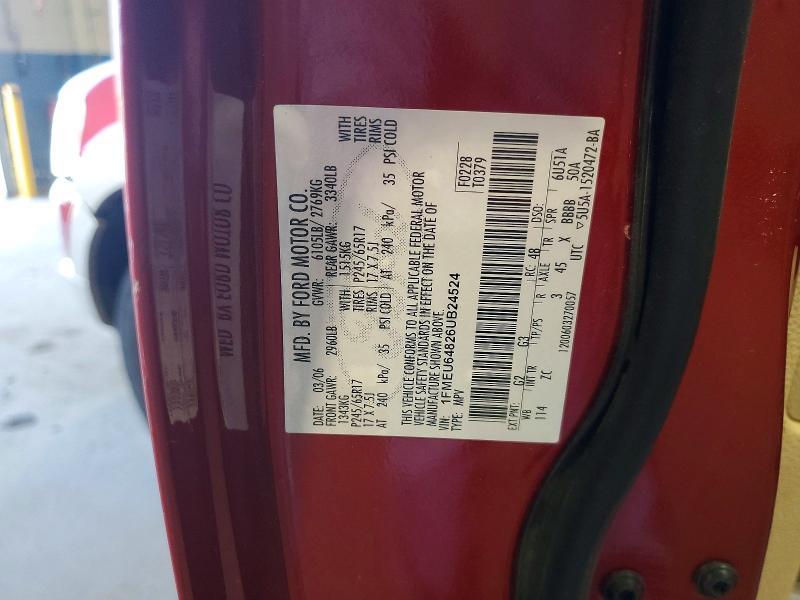 MFD. BY FORD MOTOR CO.
DATE: 03/06 GVWR: 6105LB/ 2769KG
FRONT GAWR: 2960LB REAR GAWR: 3340LB
1343KG WITH 1515KG WITH
P245/65R17 TIRES P245/65R17 TIRES
17 X 7.5J RIMS 17 X 7.5J RIMS
AT 240 kPa/ 35 PSI COLD AT 240 kPa/ 35 PSI COLD
THIS VEHICLE CONFORMS TO ALL APPLICABLE FEDERAL MOTOR
VEHICLE SAFETY STANDARDS IN EFFECT ON THE DATE OF
MANUFACTURE SHOWN ABOVE.
VIN: 1FMEU64826UB24524
TYPE: MPV
F0228
T0379
EXT PNT: G2 G3 RC: 48 DSO:
WB INT TR TP/PS R AXLE TR SPR 6U51A
114 ZC 3 45 X BBBB 50A
1200603270057 UTC ▽5U5A-1520472-BA